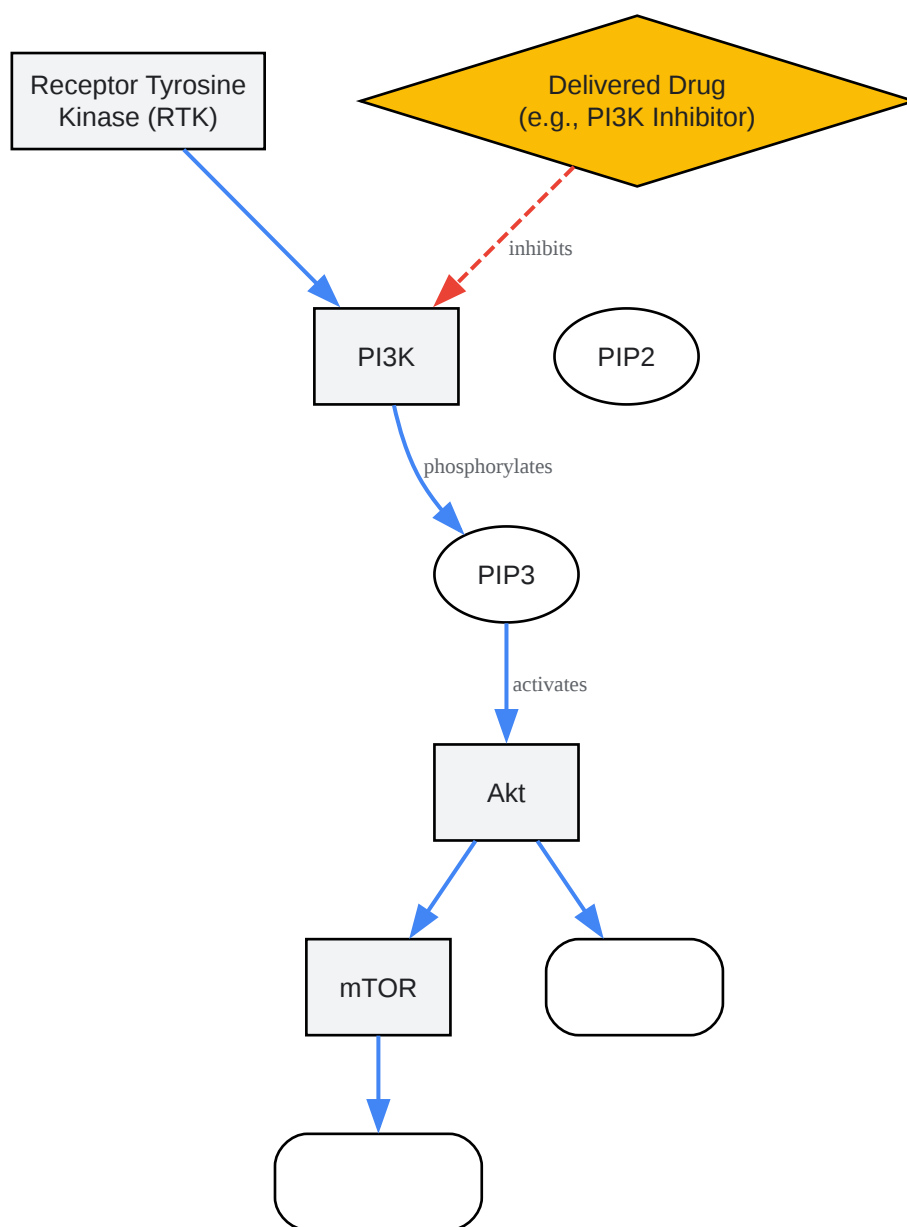 Receptor Tyrosine
Kinase (RTK)
Delivered Drug
(e.g., PI3K Inhibitor)
inhibits
PI3K
PIP2
phosphorylates
PIP3
activates
Akt
mTOR